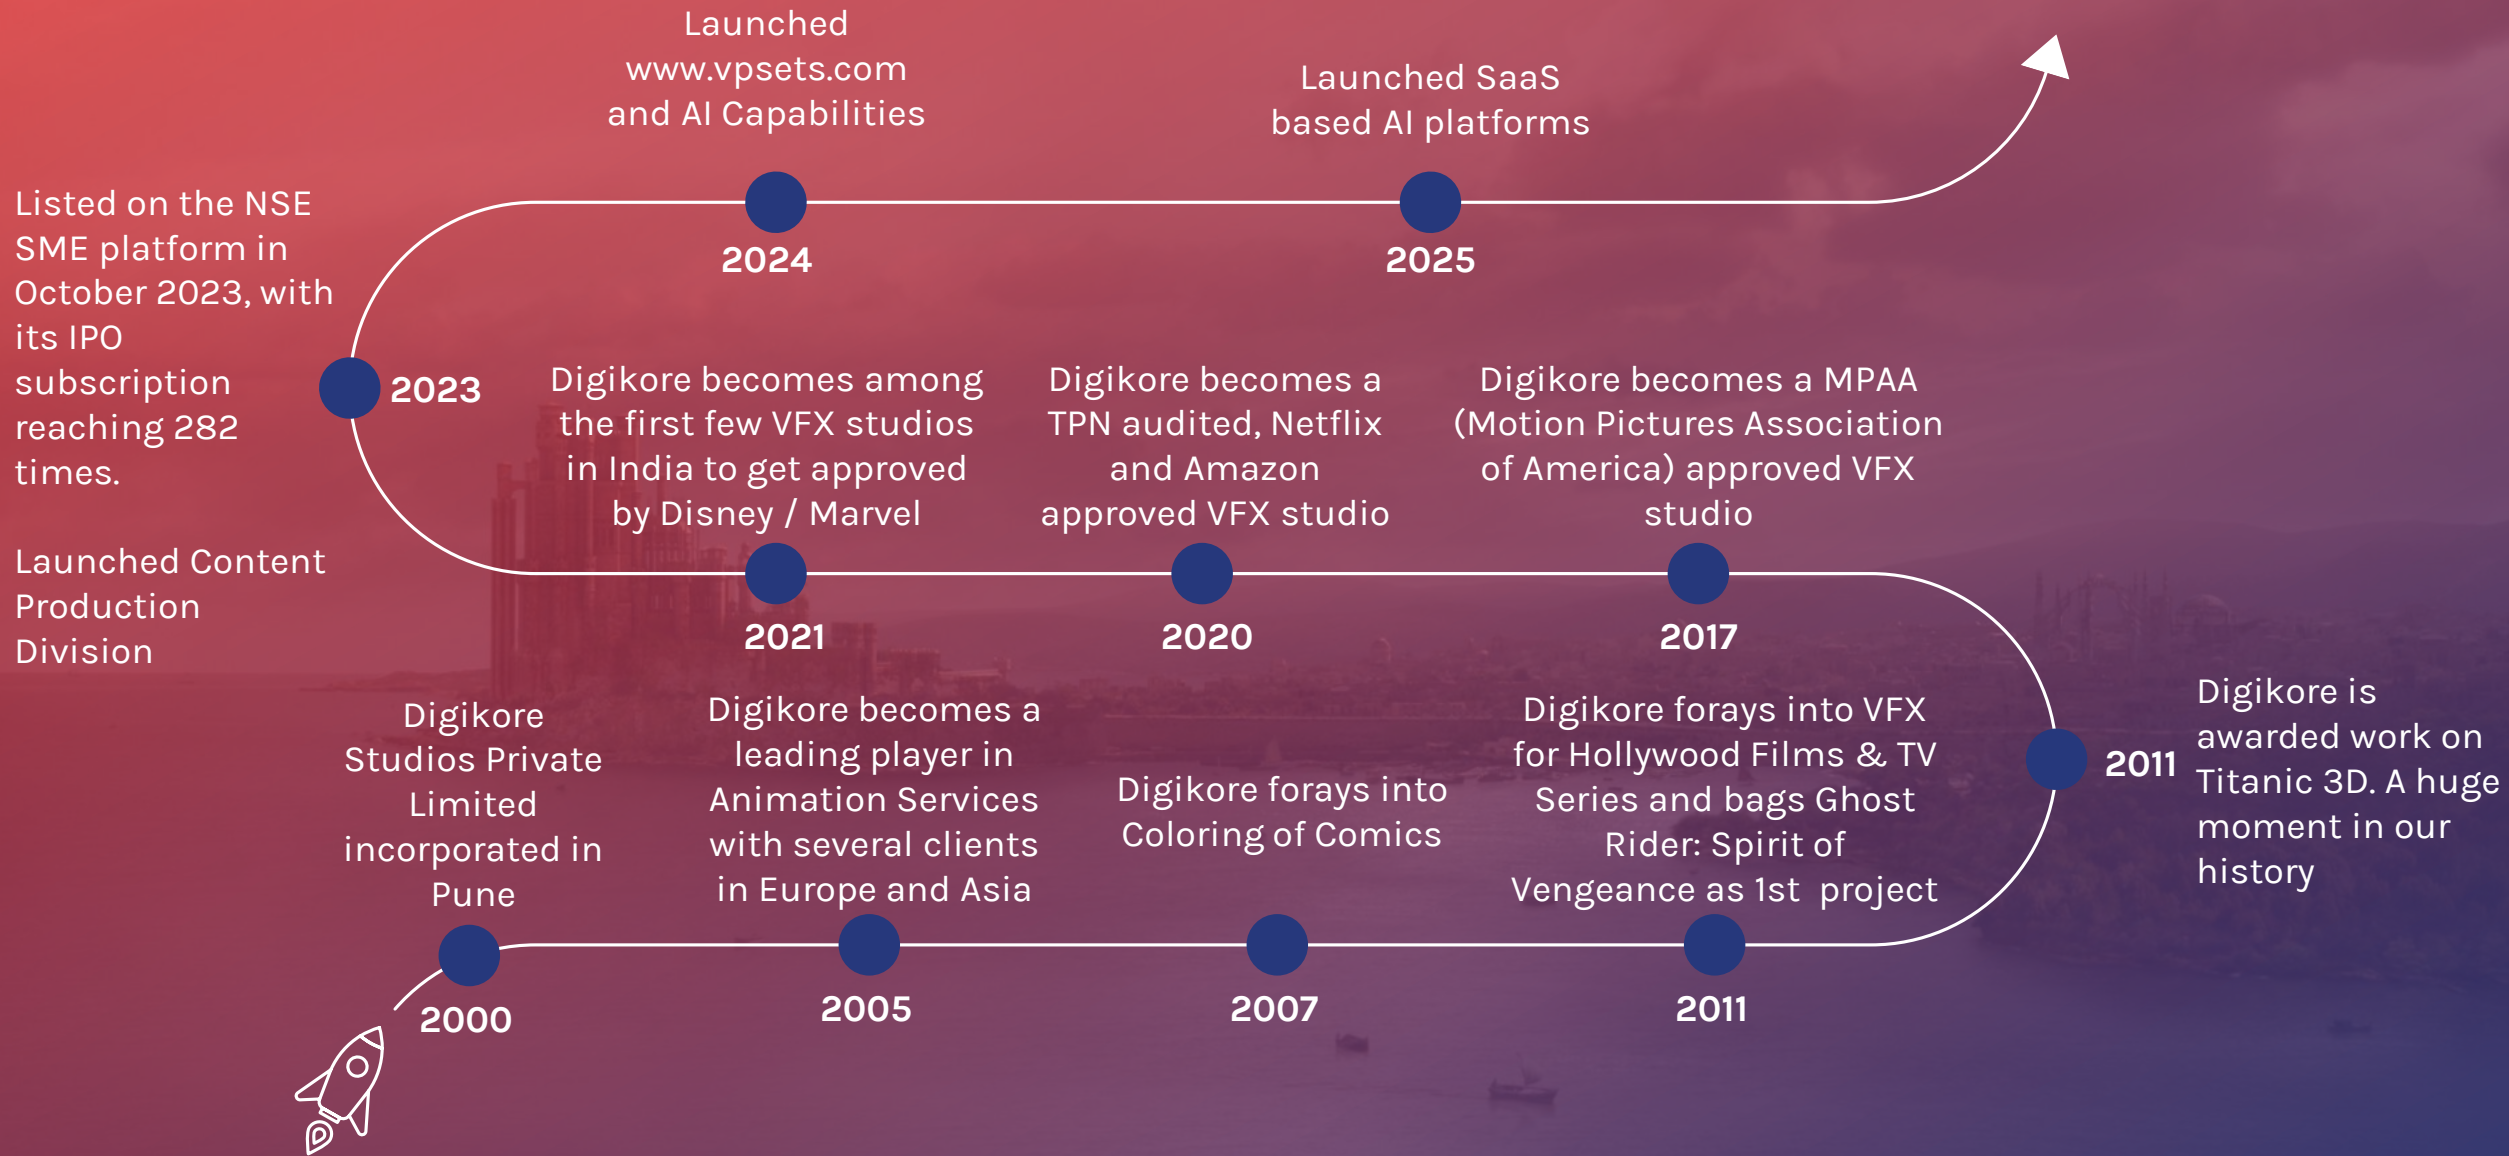 Launched
www.vpsets.com
and AI Capabilities
2024
Launched SaaS
based AI platforms
2025
Listed on the NSE
SME platform in
October 2023, with
its IPO
subscription
reaching 282
times.
Launched Content
Production
Division
2023
Digikore becomes among
the first few VFX studios
in India to get approved
by Disney / Marvel
2021
Digikore becomes a
TPN audited, Netflix
and Amazon
approved VFX studio
2020
Digikore becomes a MPAA
(Motion Pictures Association
of America) approved VFX
studio
2017
Digikore
Studios Private
Limited
incorporated in
Pune
2000
Digikore becomes a
leading player in
Animation Services
with several clients
in Europe and Asia
2005
Digikore forays into
Coloring of Comics
2007
Digikore forays into VFX
for Hollywood Films & TV
Series and bags Ghost
Rider: Spirit of
Vengeance as 1st  project
2011
2011
Digikore is
awarded work on
Titanic 3D. A huge
moment in our
history